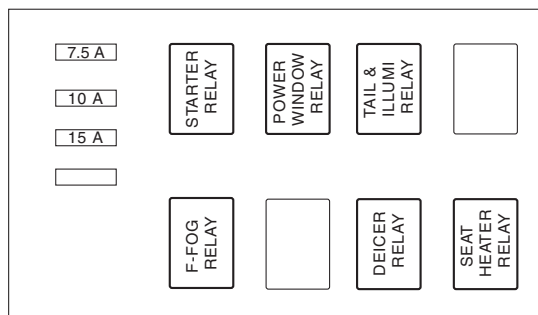 7.5 A
10 A
15 A
STARTER
RELAY
POWER
WINDOW
RELAY
TAIL &
ILLUMI
RELAY
F-FOG
RELAY
DEICER
RELAY
SEAT
HEATER
RELAY